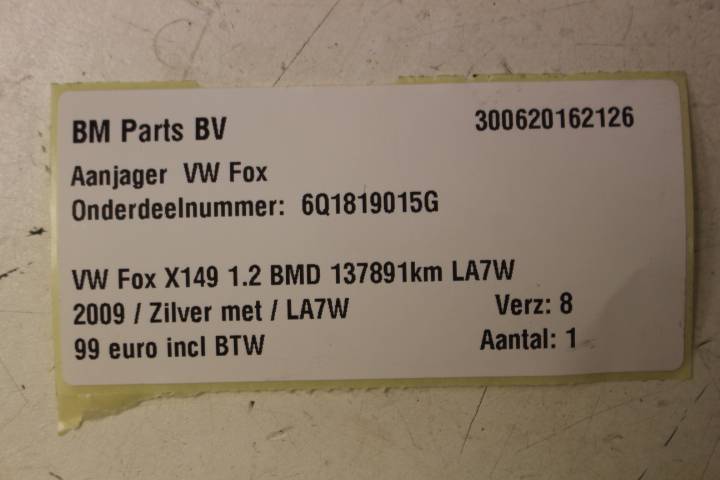 BM Parts BV 300620162126
Aanjager VW Fox
Onderdeelnummer: 6Q1819015G
VW Fox X149 1.2 BMD 137891km LA7W
2009 / Zilver met / LA7W Verz: 8
99 euro incl BTW Aantal: 1